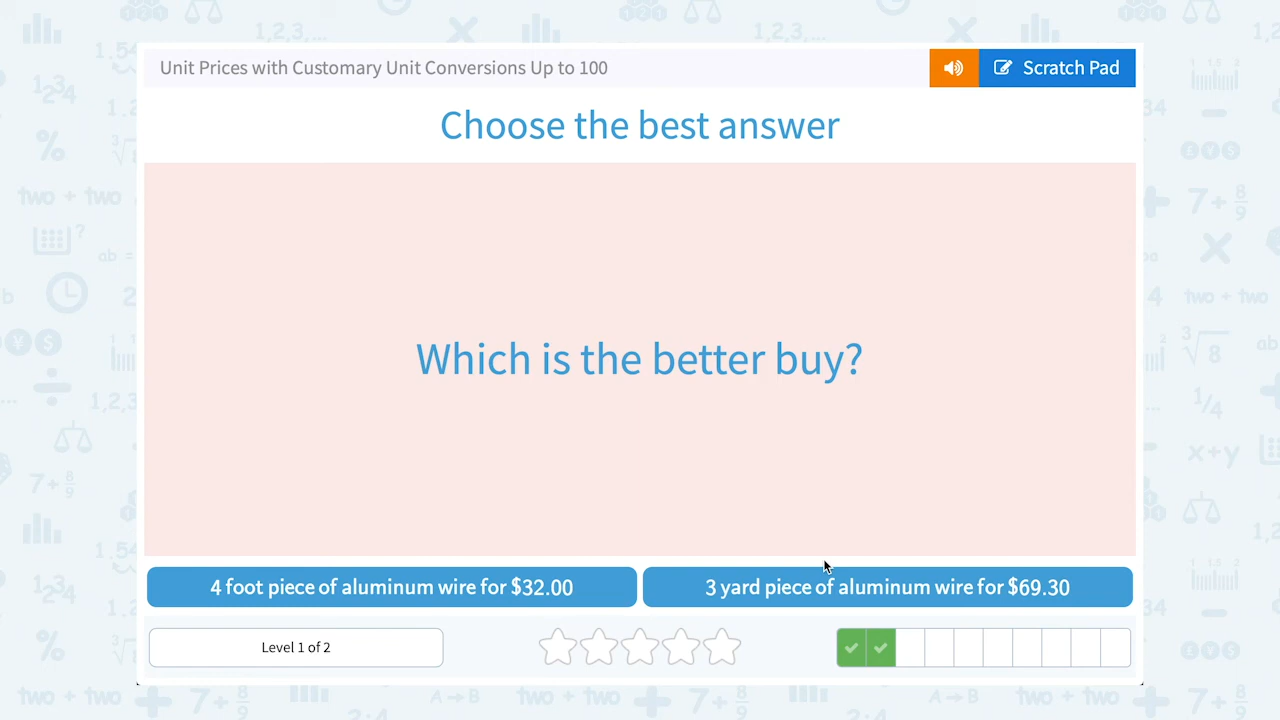 Unit Prices with Customary Unit Conversions Up to 100
Scratch Pad
Choose the best answer
Which is the better buy?
4 foot piece of aluminum wire for $32.00
3 yard piece of aluminum wire for $69.30
Level 1 of 2